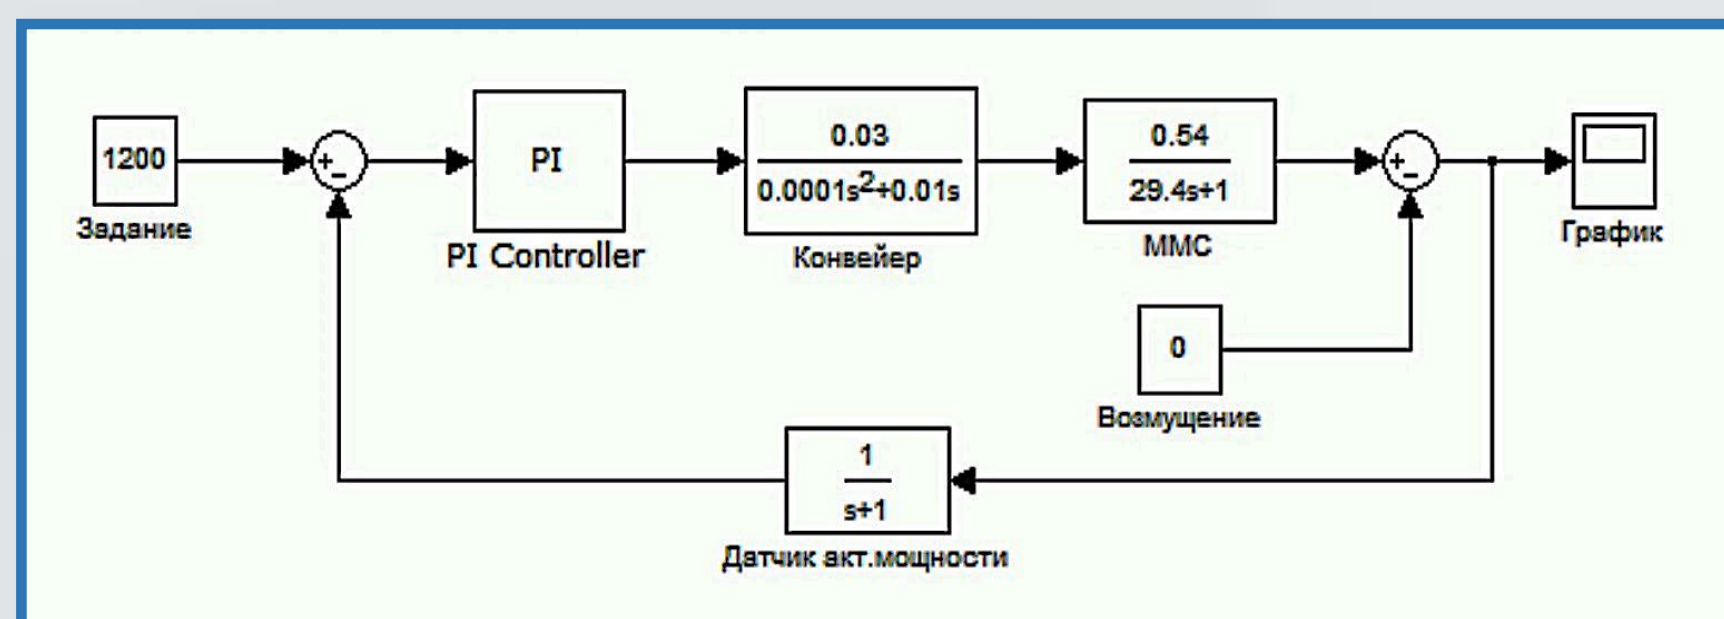 1200
Задание
+
−
PI
PI Controller
0.03
0.0001s²+0.01s
Конвейер
0.54
29.4s+1
ММС
+
−
График
0
Возмущение
1
s+1
Датчик акт.мощности